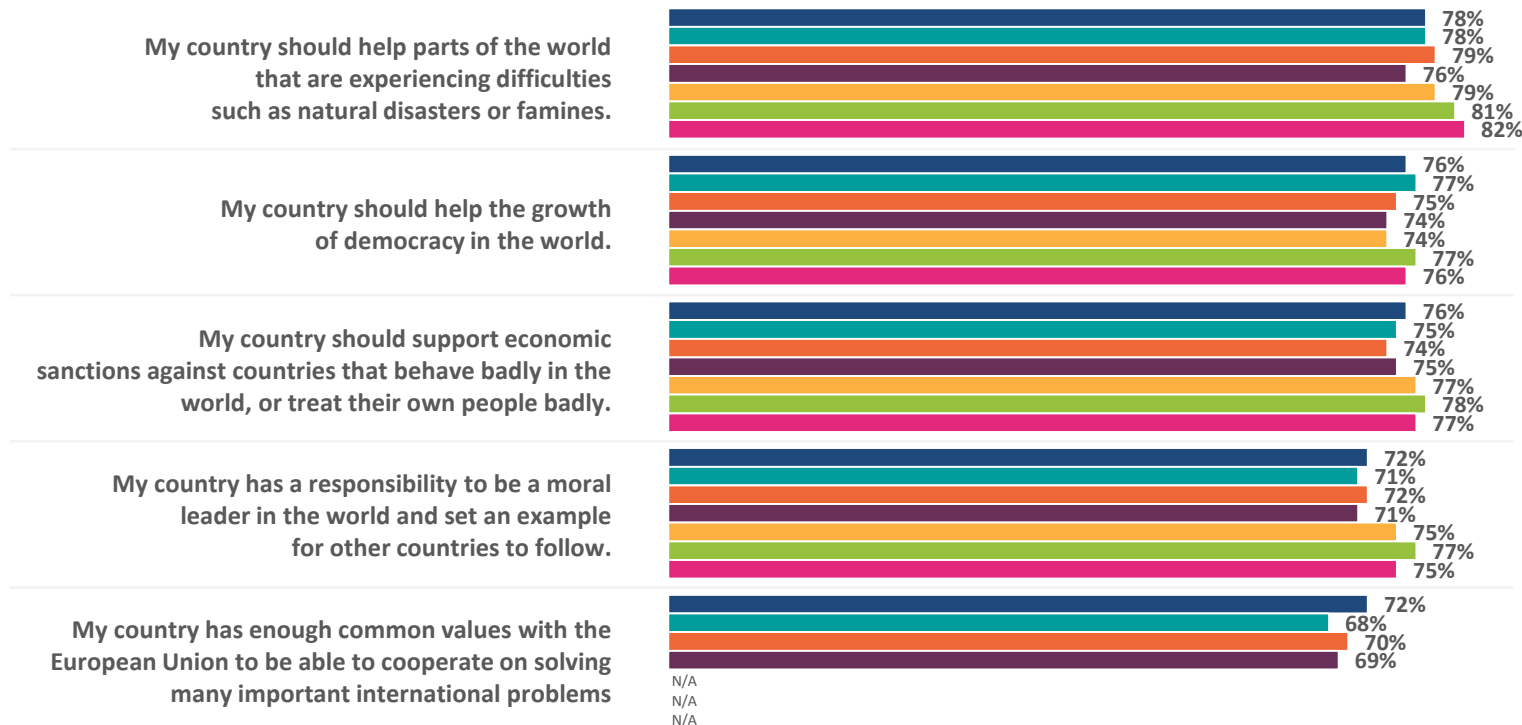 My country should help parts of the world
that are experiencing difficulties
such as natural disasters or famines.
78%
78%
79%
76%
79%
81%
82%
My country should help the growth
of democracy in the world.
76%
77%
75%
74%
74%
77%
76%
My country should support economic
sanctions against countries that behave badly in the
world, or treat their own people badly.
76%
75%
74%
75%
77%
78%
77%
My country has a responsibility to be a moral
leader in the world and set an example
for other countries to follow.
72%
71%
72%
71%
75%
77%
75%
My country has enough common values with the
European Union to be able to cooperate on solving
many important international problems
72%
68%
70%
69%
N/A
N/A
N/A